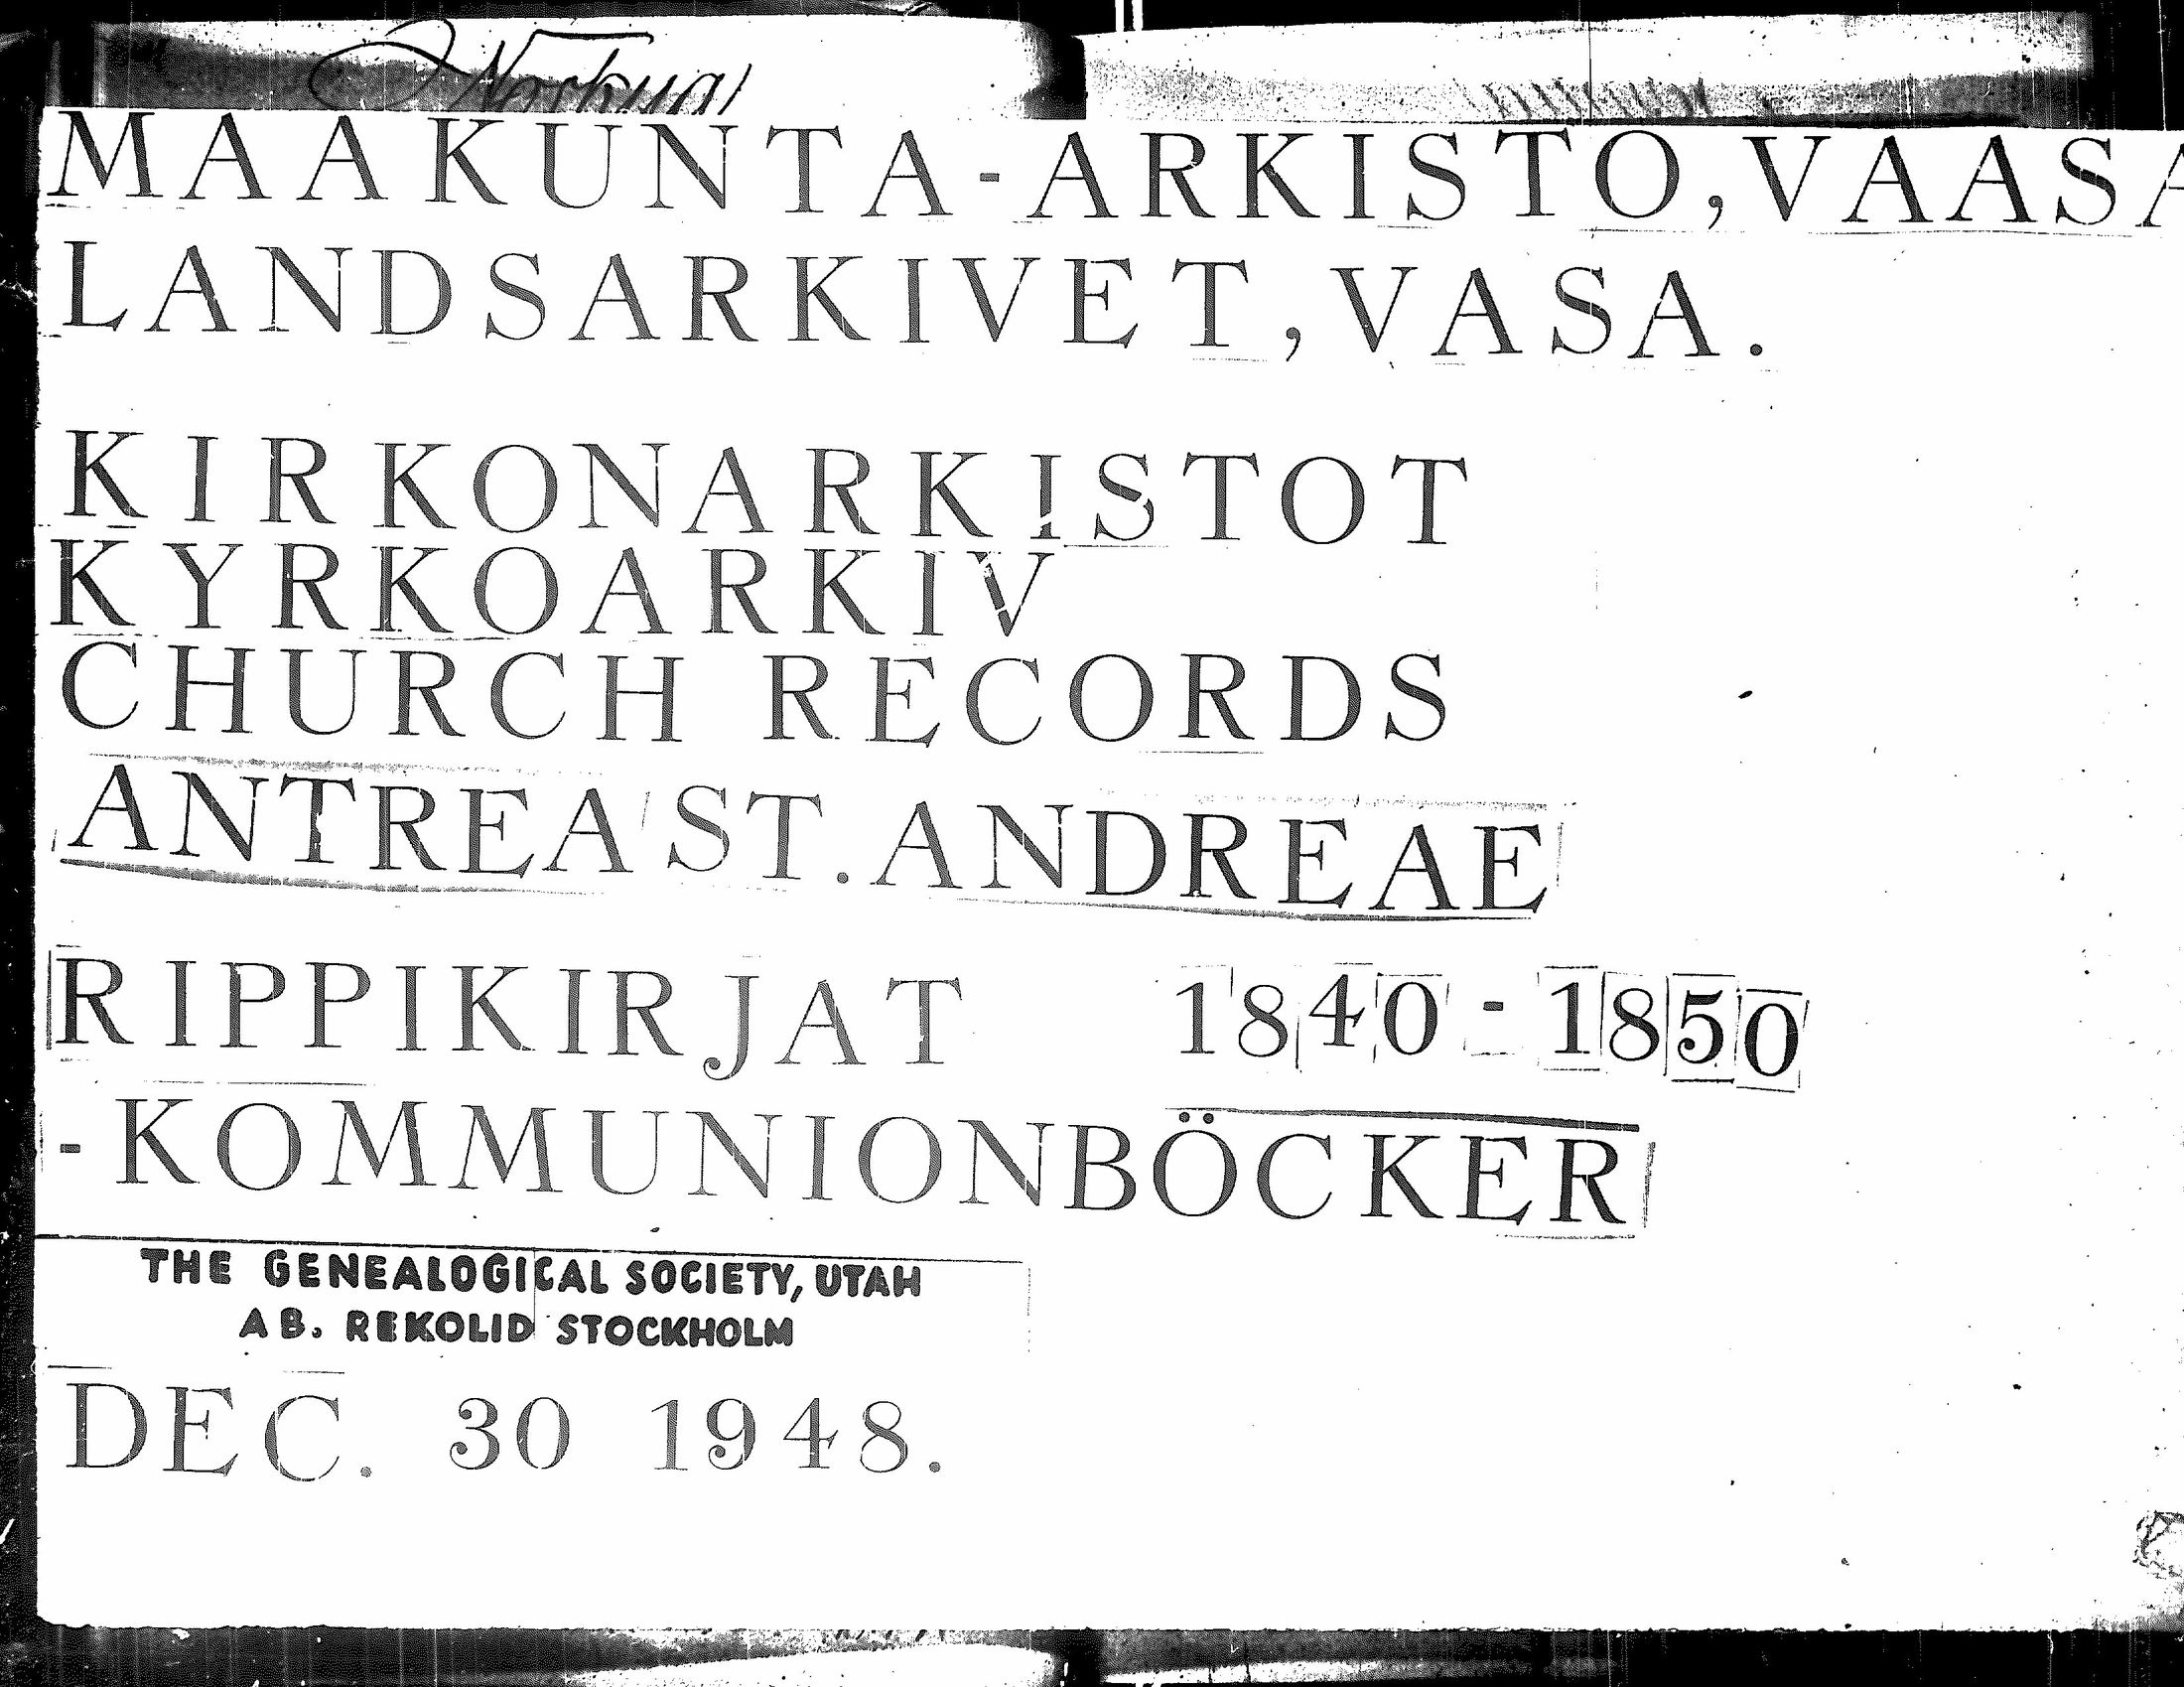 MAAKUNTA-ARKISTO, VAASA
LANDSARKIVET, VASA.
KIRKONARKISTOT
KYRKOARKIV
CHURCH RECORDS
ANTREA ST. ANDREAE
RIPPIKIRJAT 1840-1850
-KOMMUNIONBÖCKER
THE GENEALOGICAL SOCIETY, UTAH
AB. REKOLID STOCKHOLM
DEC. 30 1948.